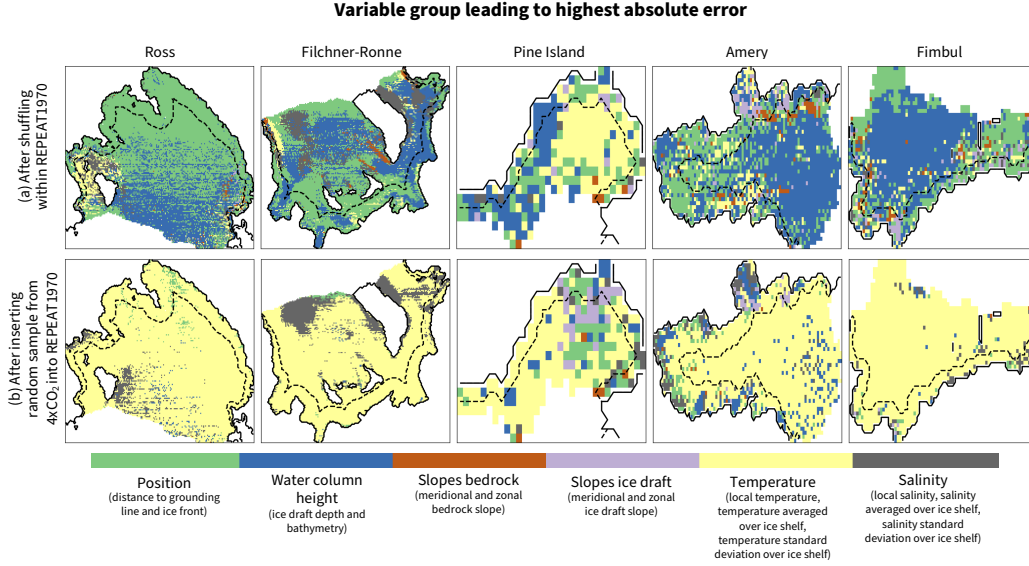 Variable group leading to highest absolute error
Ross
Filchner-Ronne
Pine Island
Amery
Fimbul
(a) After shuffling
within REPEAT1970
(b) After inserting
random sample from
4xCO₂ into REPEAT1970
Position
(distance to grounding
line and ice front)
Water column
height
(ice draft depth and
bathymetry)
Slopes bedrock
(meridional and zonal
bedrock slope)
Slopes ice draft
(meridional and zonal
ice draft slope)
Temperature
(local temperature,
temperature averaged
over ice shelf,
temperature standard
deviation over ice shelf)
Salinity
(local salinity, salinity
averaged over ice shelf,
salinity standard
deviation over ice shelf)